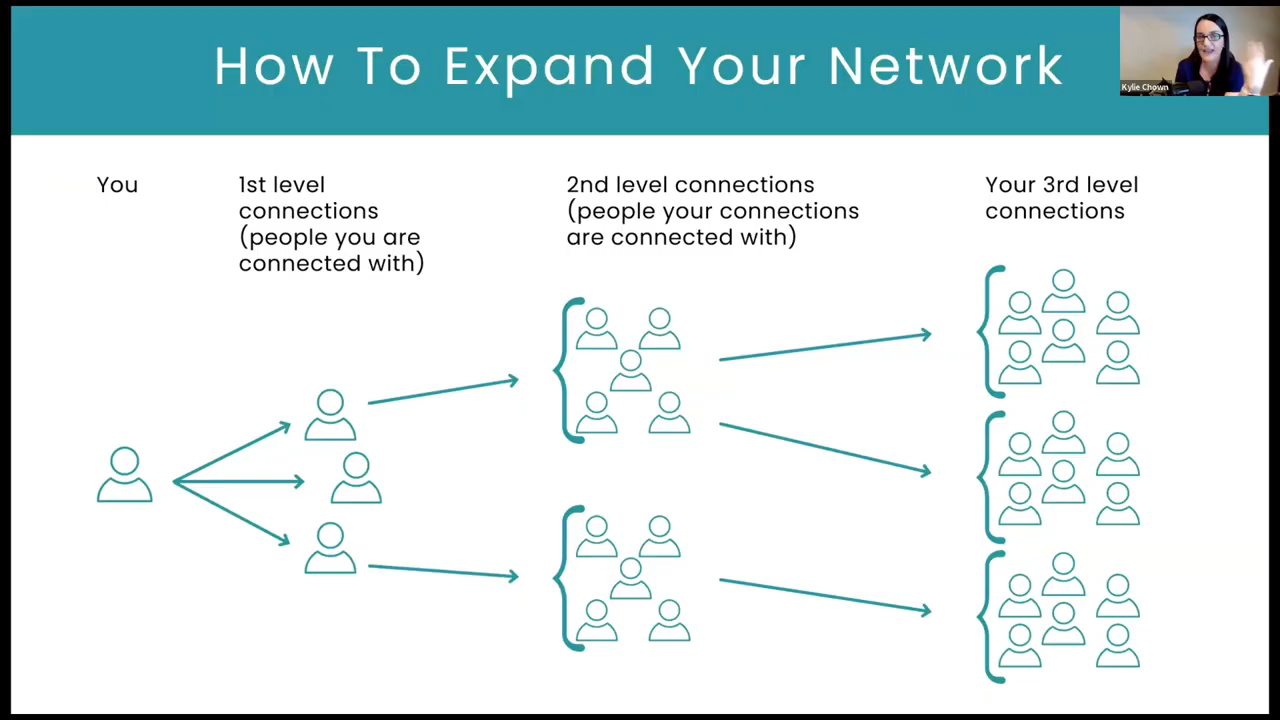 How To Expand Your Network
Kylie Chown
You
1st level
connections
(people you are
connected with)
2nd level connections
(people your connections
are connected with)
Your 3rd level
connections